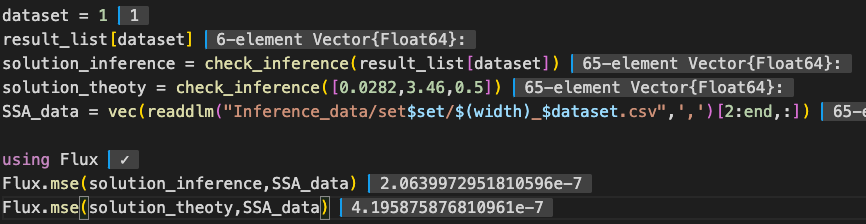 dataset = 1 1
result_list[dataset] 6-element Vector{Float64}:
solution_inference = check_inference(result_list[dataset]) 65-element Vector{Float64}:
solution_theoty = check_inference([0.0282,3.46,0.5]) 65-element Vector{Float64}:
SSA_data = vec(readdlm("Inference_data/set$set/$(width)_$dataset.csv",',')[2:end,:]) 65-e
using Flux ✓
Flux.mse(solution_inference,SSA_data) 2.0639972951810596e-7
Flux.mse(solution_theoty,SSA_data) 4.195875876810961e-7